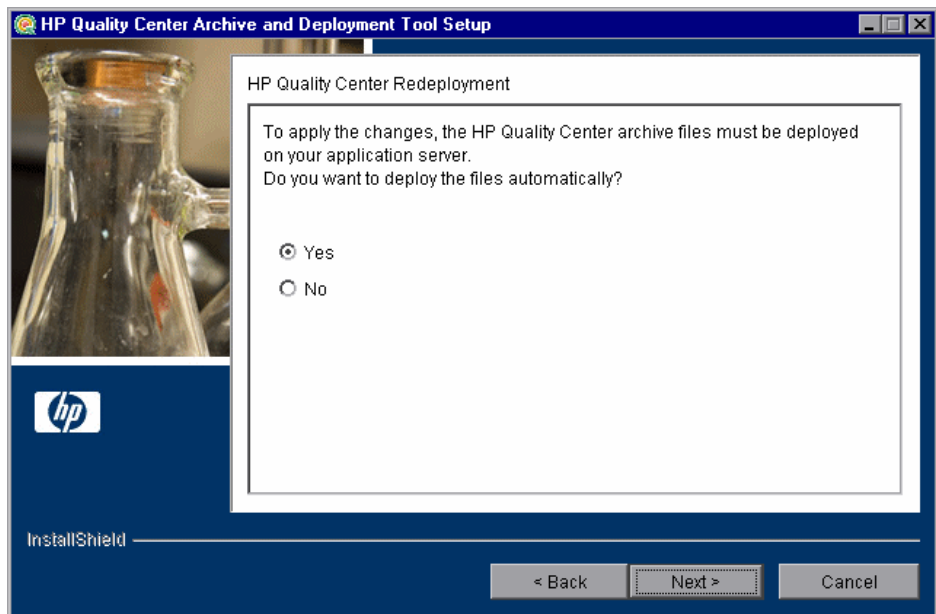 HP Quality Center Archive and Deployment Tool Setup
HP Quality Center Redeployment
To apply the changes, the HP Quality Center archive files must be deployed
on your application server.
Do you want to deploy the files automatically?
Yes
No
hp
InstallShield
< Back
Next >
Cancel